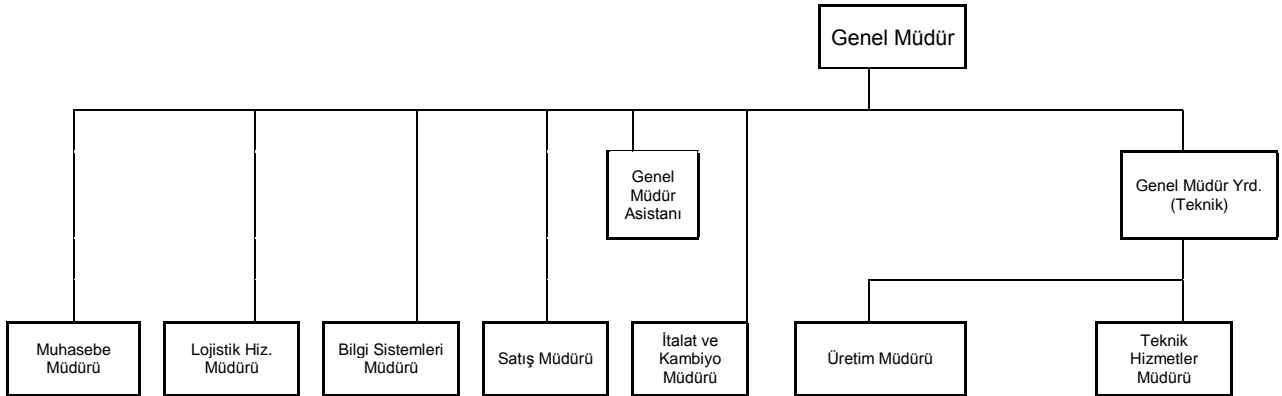 Genel Müdür
Genel
Müdür
Asistanı
Genel Müdür Yrd.
(Teknik)
Muhasebe
Müdürü
Lojistik Hiz.
Müdürü
Bilgi Sistemleri
Müdürü
Satış Müdürü
İtalat ve
Kambiyo
Müdürü
Üretim Müdürü
Teknik
Hizmetler
Müdürü